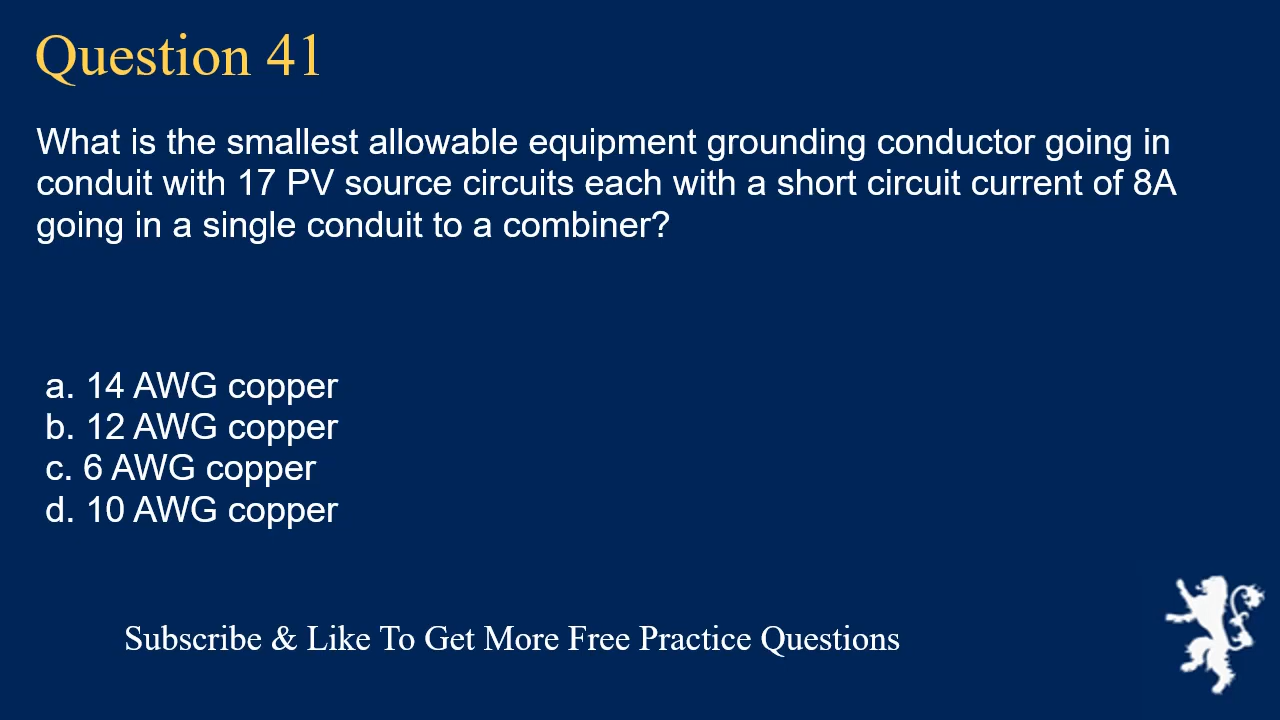 Question 41
What is the smallest allowable equipment grounding conductor going in
conduit with 17 PV source circuits each with a short circuit current of 8A
going in a single conduit to a combiner?
a. 14 AWG copper
b. 12 AWG copper
c. 6 AWG copper
d. 10 AWG copper
Subscribe & Like To Get More Free Practice Questions